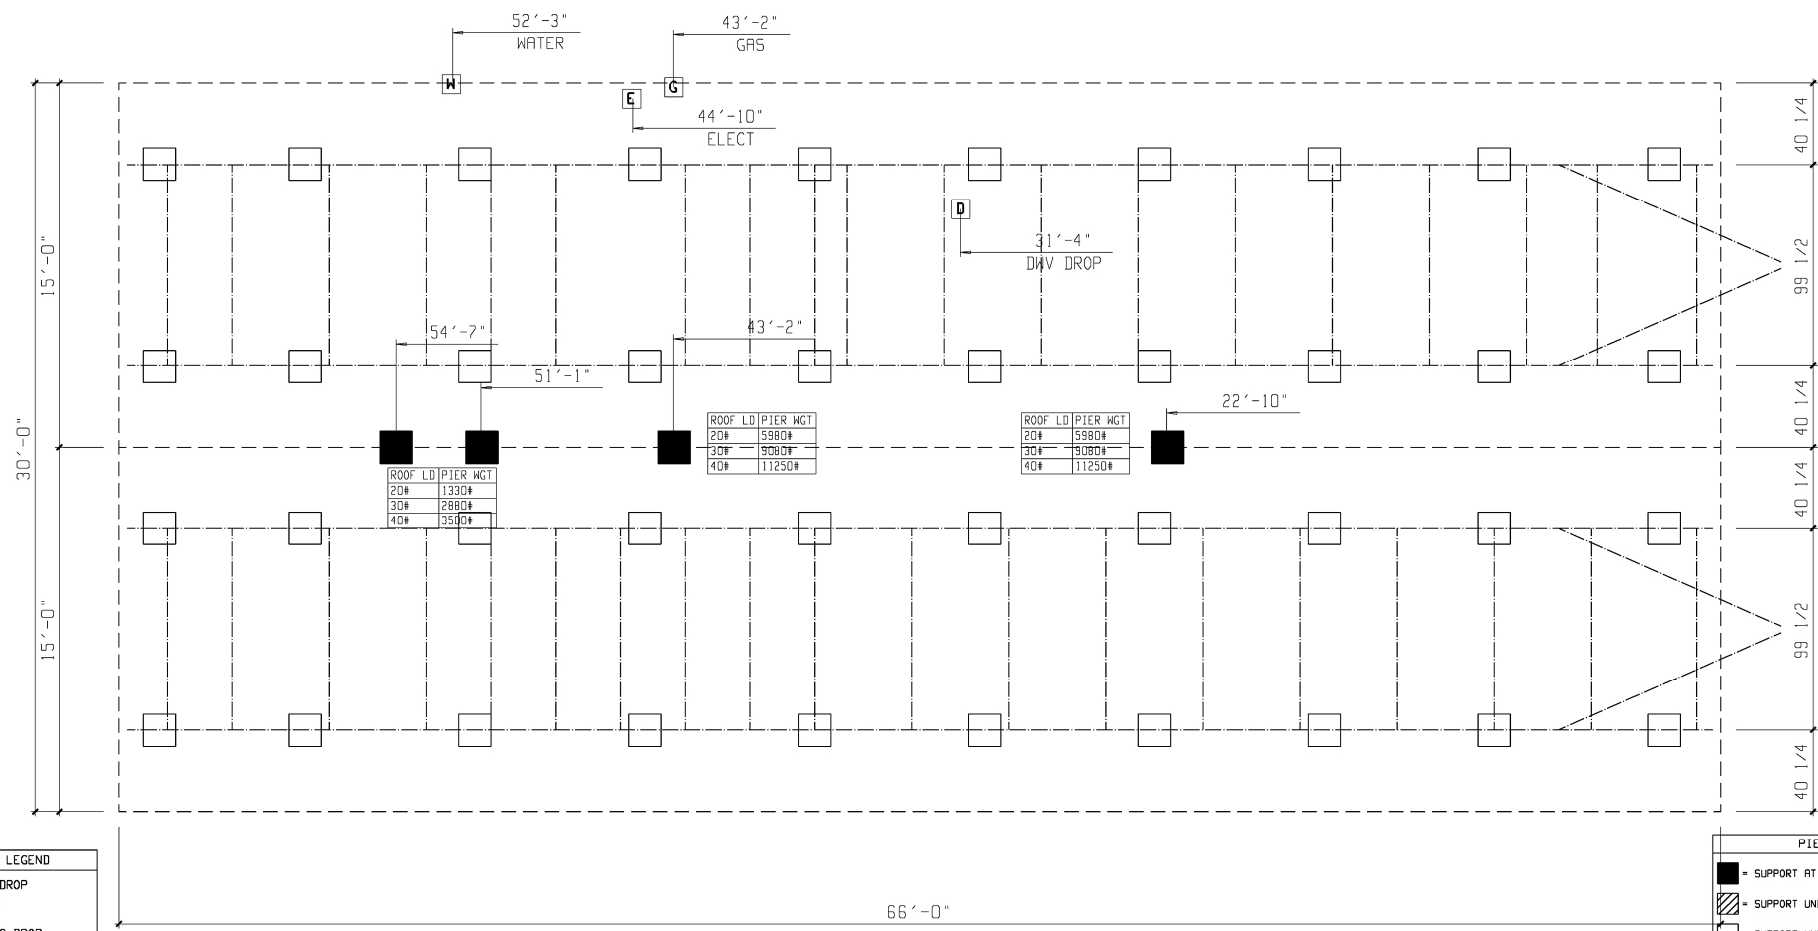 52'-3"
WATER
43'-2"
GAS
W
E
G
44'-10"
ELECT
D
31'-4"
DWV DROP
15'-0"
30'-0"
15'-0"
40 1/4
99 1/2
40 1/4
40 1/4
99 1/2
40 1/4
54'-7"
43'-2"
51'-1"
22'-10"
ROOF LD PIER WGT
20# 5980#
30# 9080#
40# 11250#
ROOF LD PIER WGT
20# 5980#
30# 9080#
40# 11250#
ROOF LD PIER WGT
20# 1330#
30# 2880#
40# 3500#
LEGEND
DROP
66'-0"
PIE
= SUPPORT AT
= SUPPORT UN